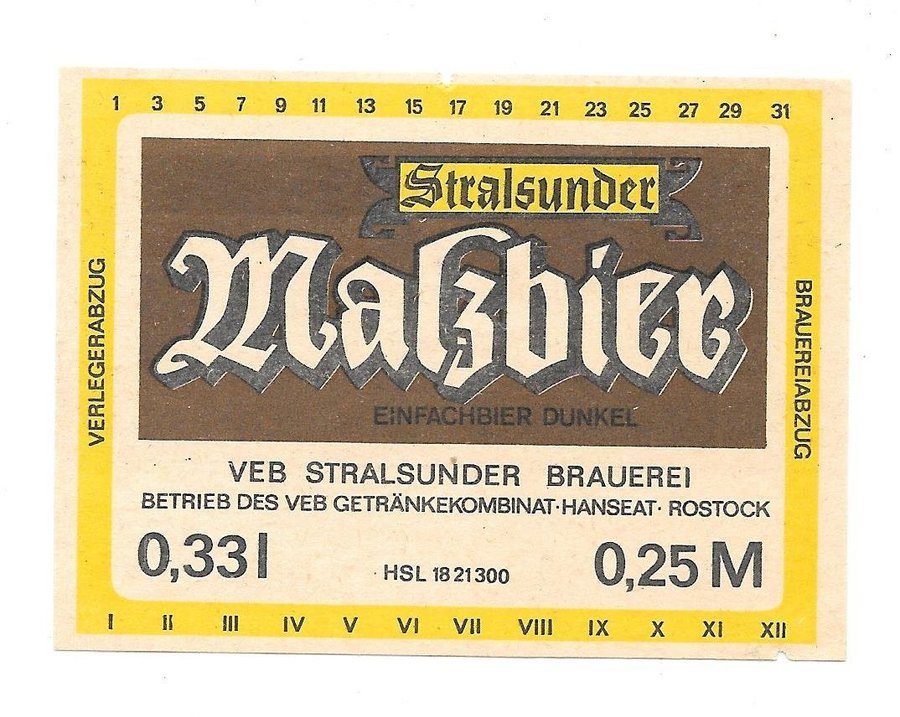 1 3 5 7 9 11 13 15 17 19 21 23 25 27 29 31
Stralsunder
Malzbier
EINFACHBIER DUNKEL
VERLEGERABZUG
BRAUEREIABZUG
VEB STRALSUNDER BRAUEREI
BETRIEB DES VEB GETRÄNKEKOMBINAT·HANSEAT· ROSTOCK
0,33 l
HSL 18 21 300
0,25 M
I II III IV V VI VII VIII IX X XI XII